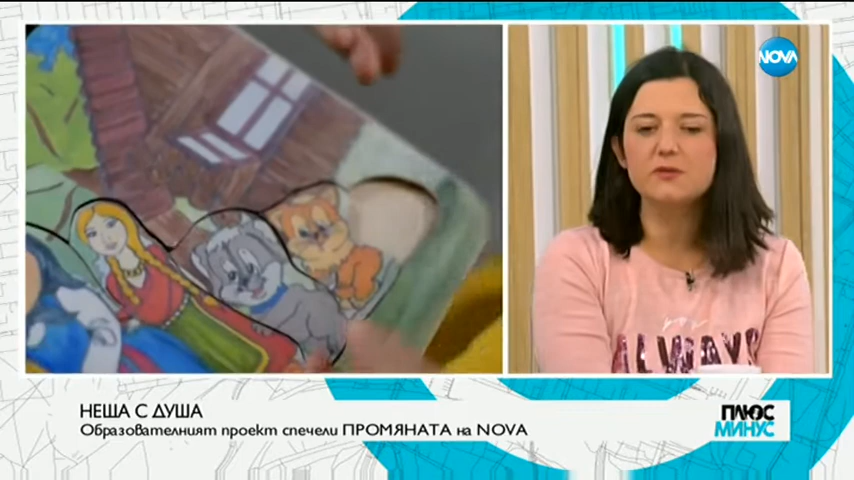 NOVA
ALWAYS
НЕЩА С ДУША
Образователният проект спечели ПРОМЯНАТА на NOVA
ПЛЮС
МИНУС